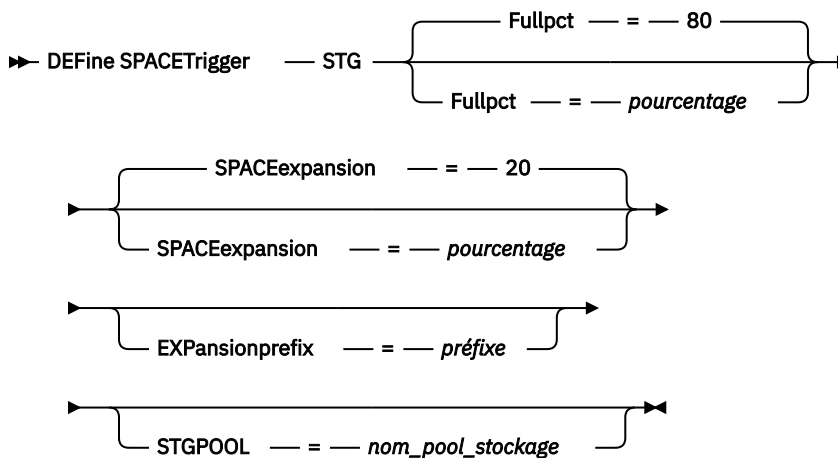 Fullpct = 80
DEFine SPACETrigger STG
Fullpct = pourcentage
SPACEexpansion = 20
SPACEexpansion = pourcentage
EXPansionprefix = préfixe
STGPOOL = nom_pool_stockage